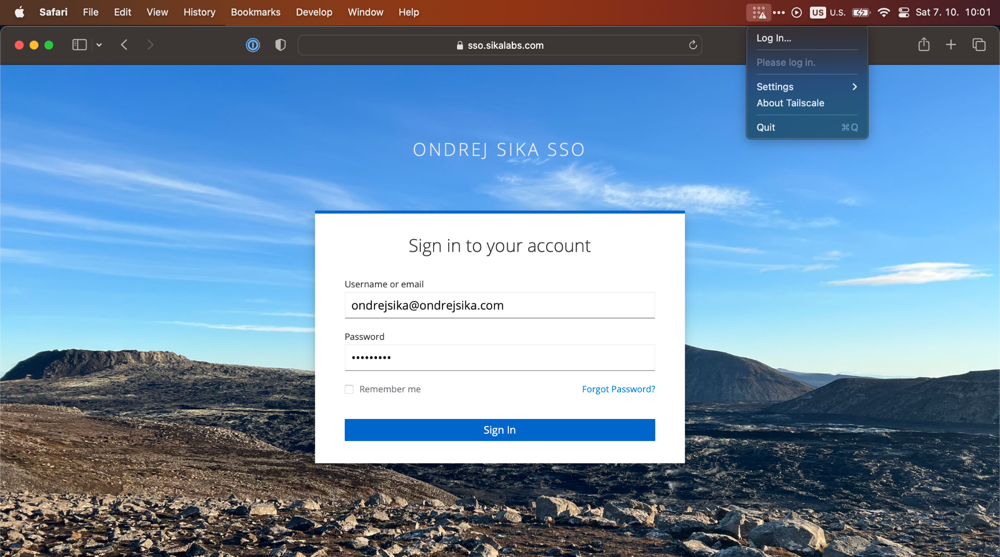 Safari File Edit View History Bookmarks Develop Window Help US U.S. Sat 7. 10. 10:01
sso.sikalabs.com
Log In...
Please log in.
Settings
About Tailscale
Quit ⌘Q
ONDREJ SIKA SSO
Sign in to your account
Username or email
ondrejsika@ondrejsika.com
Password
•••••••••
Remember me Forgot Password?
Sign In